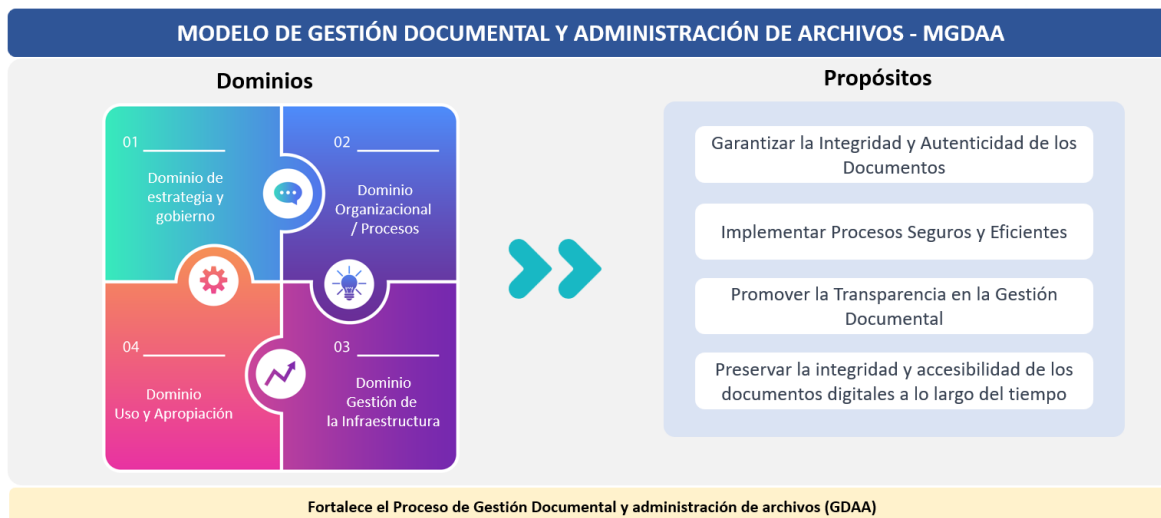 MODELO DE GESTIÓN DOCUMENTAL Y ADMINISTRACIÓN DE ARCHIVOS - MGDAA
Dominios
01
Dominio de
estrategia y
gobierno
02
Dominio
Organizacional
/ Procesos
04
Dominio
Uso y Apropiación
03
Dominio
Gestión de
la Infraestructura
Propósitos
Garantizar la Integridad y Autenticidad de los
Documentos
Implementar Procesos Seguros y Eficientes
Promover la Transparencia en la Gestión
Documental
Preservar la integridad y accesibilidad de los
documentos digitales a lo largo del tiempo
Fortalece el Proceso de Gestión Documental y administración de archivos (GDAA)